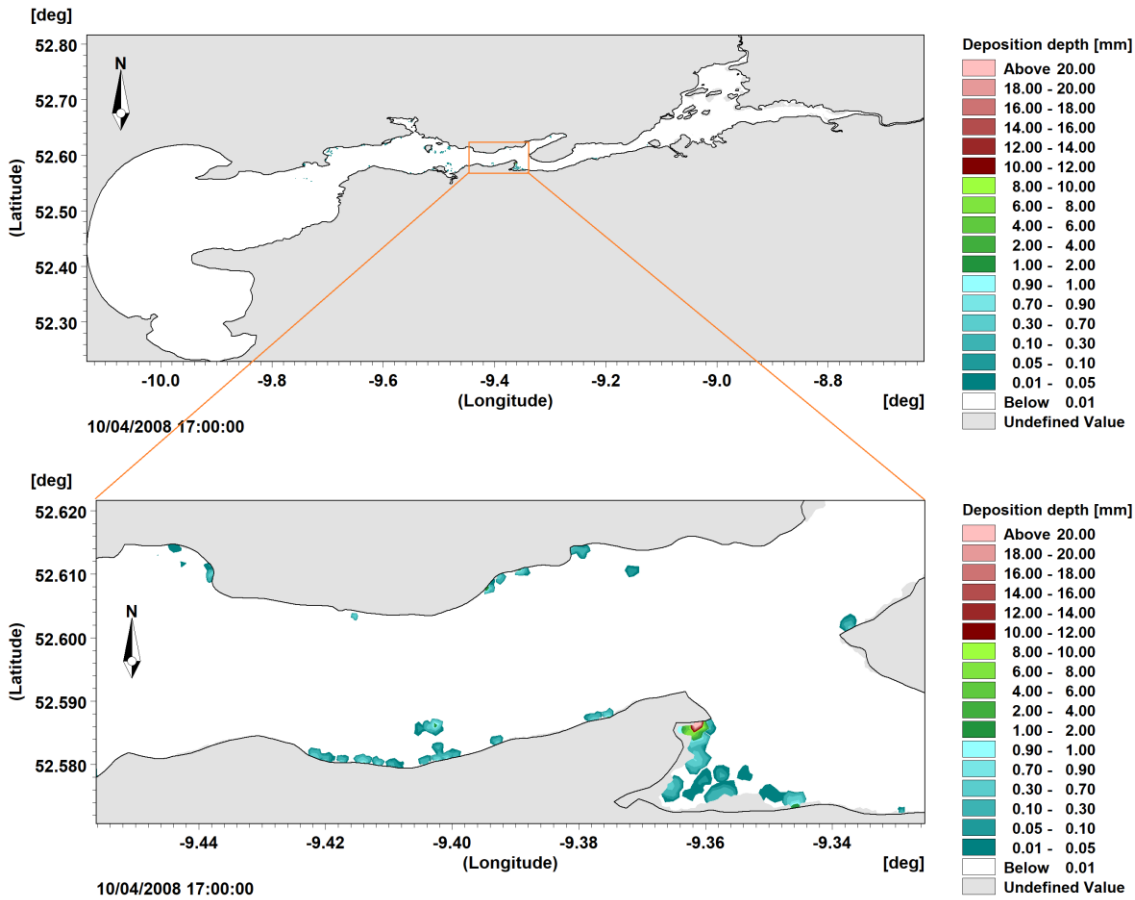 [deg]
52.80
52.70
52.60
52.50
52.40
52.30
(Latitude)
N
-10.0 -9.8 -9.6 -9.4 -9.2 -9.0 -8.8
(Longitude) [deg]
10/04/2008 17:00:00
Deposition depth [mm]
Above 20.00
18.00 - 20.00
16.00 - 18.00
14.00 - 16.00
12.00 - 14.00
10.00 - 12.00
8.00 - 10.00
6.00 - 8.00
4.00 - 6.00
2.00 - 4.00
1.00 - 2.00
0.90 - 1.00
0.70 - 0.90
0.30 - 0.70
0.10 - 0.30
0.05 - 0.10
0.01 - 0.05
Below 0.01
Undefined Value
[deg]
52.620
52.610
52.600
52.590
52.580
(Latitude)
N
-9.44 -9.42 -9.40 -9.38 -9.36 -9.34
(Longitude) [deg]
10/04/2008 17:00:00
Deposition depth [mm]
Above 20.00
18.00 - 20.00
16.00 - 18.00
14.00 - 16.00
12.00 - 14.00
10.00 - 12.00
8.00 - 10.00
6.00 - 8.00
4.00 - 6.00
2.00 - 4.00
1.00 - 2.00
0.90 - 1.00
0.70 - 0.90
0.30 - 0.70
0.10 - 0.30
0.05 - 0.10
0.01 - 0.05
Below 0.01
Undefined Value